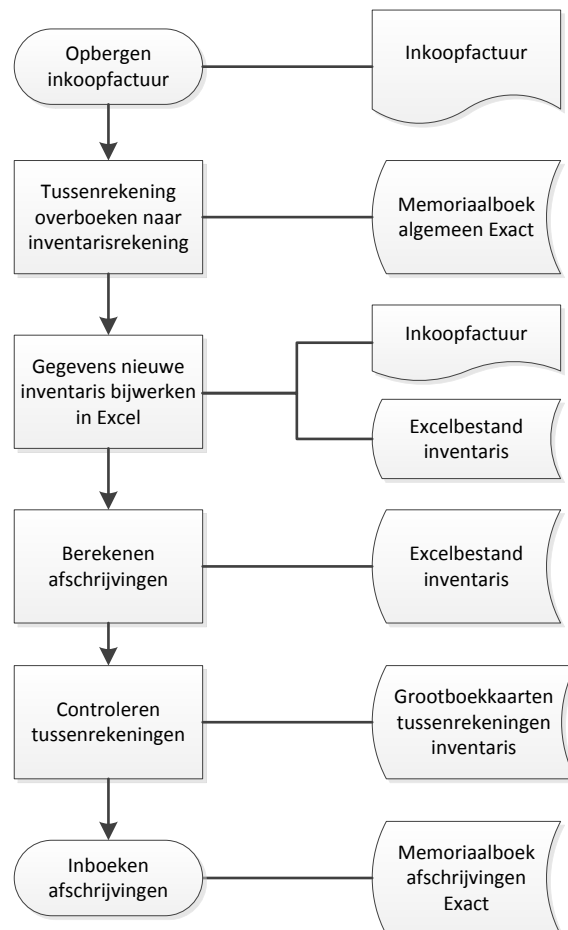 Opbergen
inkoopfactuur
Inkoopfactuur
Tussenrekening
overboeken naar
inventarisrekening
Memoriaalboek
algemeen Exact
Gegevens nieuwe
inventaris bijwerken
in Excel
Inkoopfactuur
Excelbestand
inventaris
Berekenen
afschrijvingen
Excelbestand
inventaris
Controleren
tussenrekeningen
Grootboekkaarten
tussenrekeningen
inventaris
Inboeken
afschrijvingen
Memoriaalboek
afschrijvingen
Exact